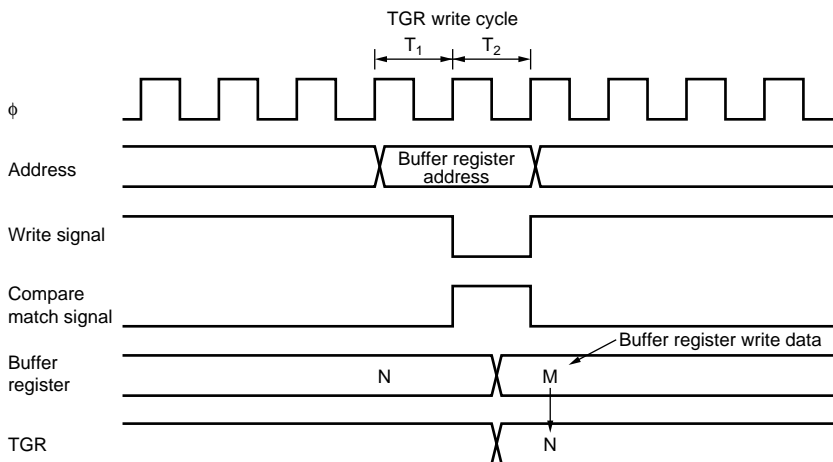 TGR write cycle
T1 T2
ϕ
Address
Buffer register
address
Write signal
Compare
match signal
Buffer register write data
Buffer
register
N M
TGR
N